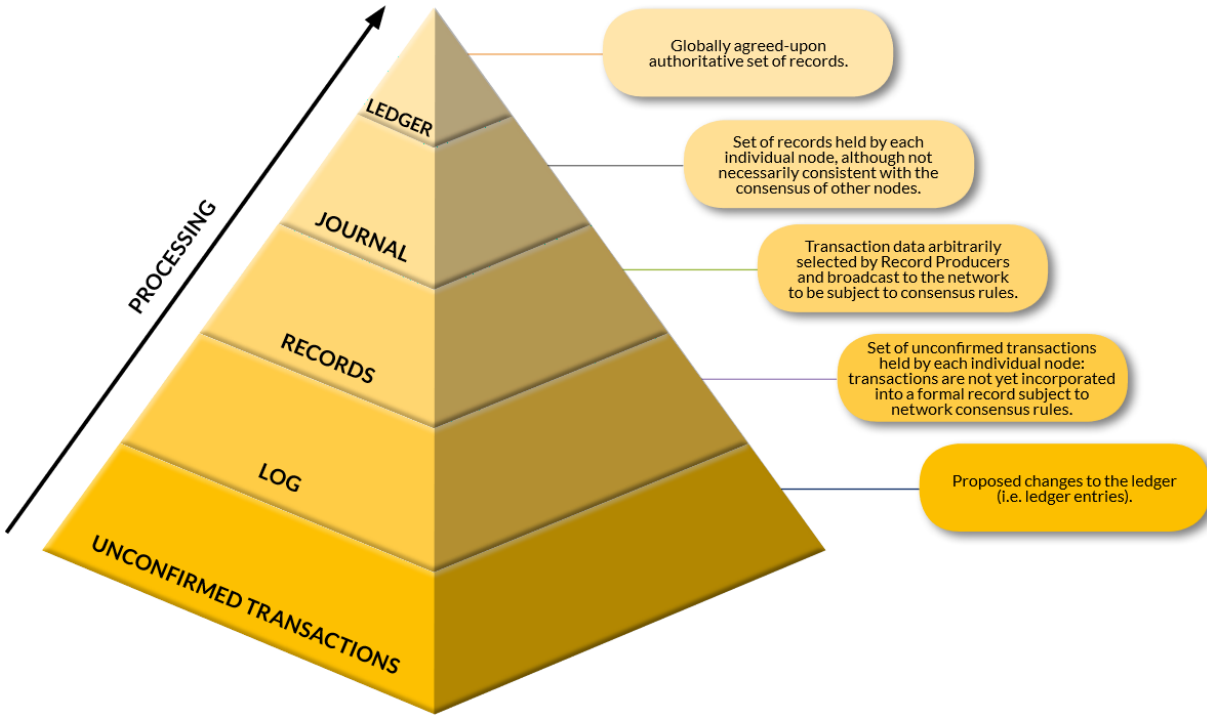 Globally agreed-upon
authoritative set of records.
LEDGER
Set of records held by each
individual node, although not
necessarily consistent with the
consensus of other nodes.
JOURNAL
PROCESSING
Transaction data arbitrarily
selected by Record Producers
and broadcast to the network
to be subject to consensus rules.
RECORDS
Set of unconfirmed transactions
held by each individual node:
transactions are not yet incorporated
into a formal record subject to
network consensus rules.
LOG
Proposed changes to the ledger
(i.e. ledger entries).
UNCONFIRMED TRANSACTIONS